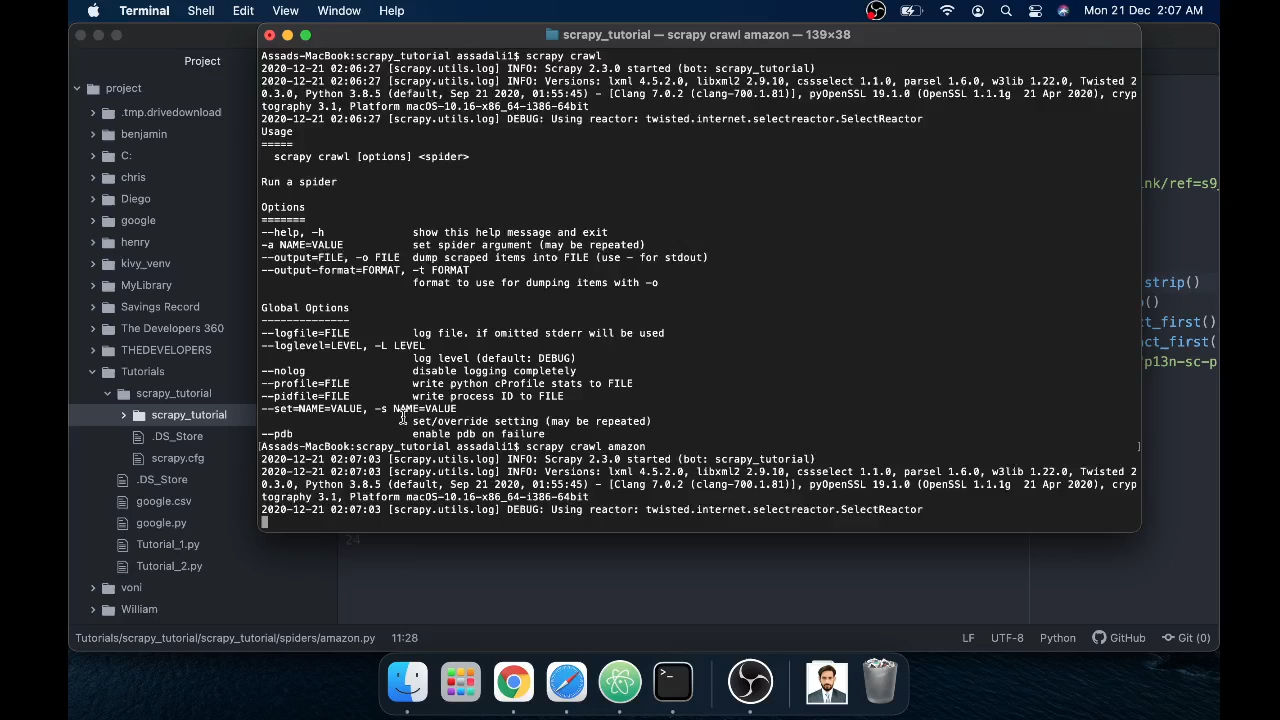 Terminal Shell Edit View Window Help Mon 21 Dec 2:07 AM
scrapy_tutorial — scrapy crawl amazon — 139×38
Project
project
.tmp.drivedownload
benjamin
C:
chris
Diego
google
henry
kivy_venv
MyLibrary
Savings Record
The Developers 360
THEDEVELOPERS
Tutorials
scrapy_tutorial
scrapy_tutorial
.DS_Store
scrapy.cfg
.DS_Store
google.csv
google.py
Tutorial_1.py
Tutorial_2.py
voni
William
Assads-MacBook:scrapy_tutorial assadali1$ scrapy crawl
2020-12-21 02:06:27 [scrapy.utils.log] INFO: Scrapy 2.3.0 started (bot: scrapy_tutorial)
2020-12-21 02:06:27 [scrapy.utils.log] INFO: Versions: lxml 4.5.2.0, libxml2 2.9.10, cssselect 1.1.0, parsel 1.6.0, w3lib 1.22.0, Twisted 2
0.3.0, Python 3.8.5 (default, Sep 21 2020, 01:55:45) - [Clang 7.0.2 (clang-700.1.81)], pyOpenSSL 19.1.0 (OpenSSL 1.1.1g  21 Apr 2020), cryp
tography 3.1, Platform macOS-10.16-x86_64-i386-64bit
2020-12-21 02:06:27 [scrapy.utils.log] DEBUG: Using reactor: twisted.internet.selectreactor.SelectReactor
Usage
=====
scrapy crawl [options] <spider>
Run a spider
Options
=======
--help, -h show this help message and exit
-a NAME=VALUE set spider argument (may be repeated)
--output=FILE, -o FILE dump scraped items into FILE (use - for stdout)
--output-format=FORMAT, -t FORMAT
format to use for dumping items with -o
Global Options
--------------
--logfile=FILE log file. if omitted stderr will be used
--loglevel=LEVEL, -L LEVEL
log level (default: DEBUG)
--nolog disable logging completely
--profile=FILE write python cProfile stats to FILE
--pidfile=FILE write process ID to FILE
--set=NAME=VALUE, -s NAME=VALUE
set/override setting (may be repeated)
--pdb enable pdb on failure
[Assads-MacBook:scrapy_tutorial assadali1$ scrapy crawl amazon ]
2020-12-21 02:07:03 [scrapy.utils.log] INFO: Scrapy 2.3.0 started (bot: scrapy_tutorial)
2020-12-21 02:07:03 [scrapy.utils.log] INFO: Versions: lxml 4.5.2.0, libxml2 2.9.10, cssselect 1.1.0, parsel 1.6.0, w3lib 1.22.0, Twisted 2
0.3.0, Python 3.8.5 (default, Sep 21 2020, 01:55:45) - [Clang 7.0.2 (clang-700.1.81)], pyOpenSSL 19.1.0 (OpenSSL 1.1.1g  21 Apr 2020), cryp
tography 3.1, Platform macOS-10.16-x86_64-i386-64bit
2020-12-21 02:07:03 [scrapy.utils.log] DEBUG: Using reactor: twisted.internet.selectreactor.SelectReactor
nk/ref=s9_
strip()
()
ct_first()
ct_first()
p13n-sc-p
24
Tutorials/scrapy_tutorial/scrapy_tutorial/spiders/amazon.py 11:28 LF UTF-8 Python GitHub Git (0)